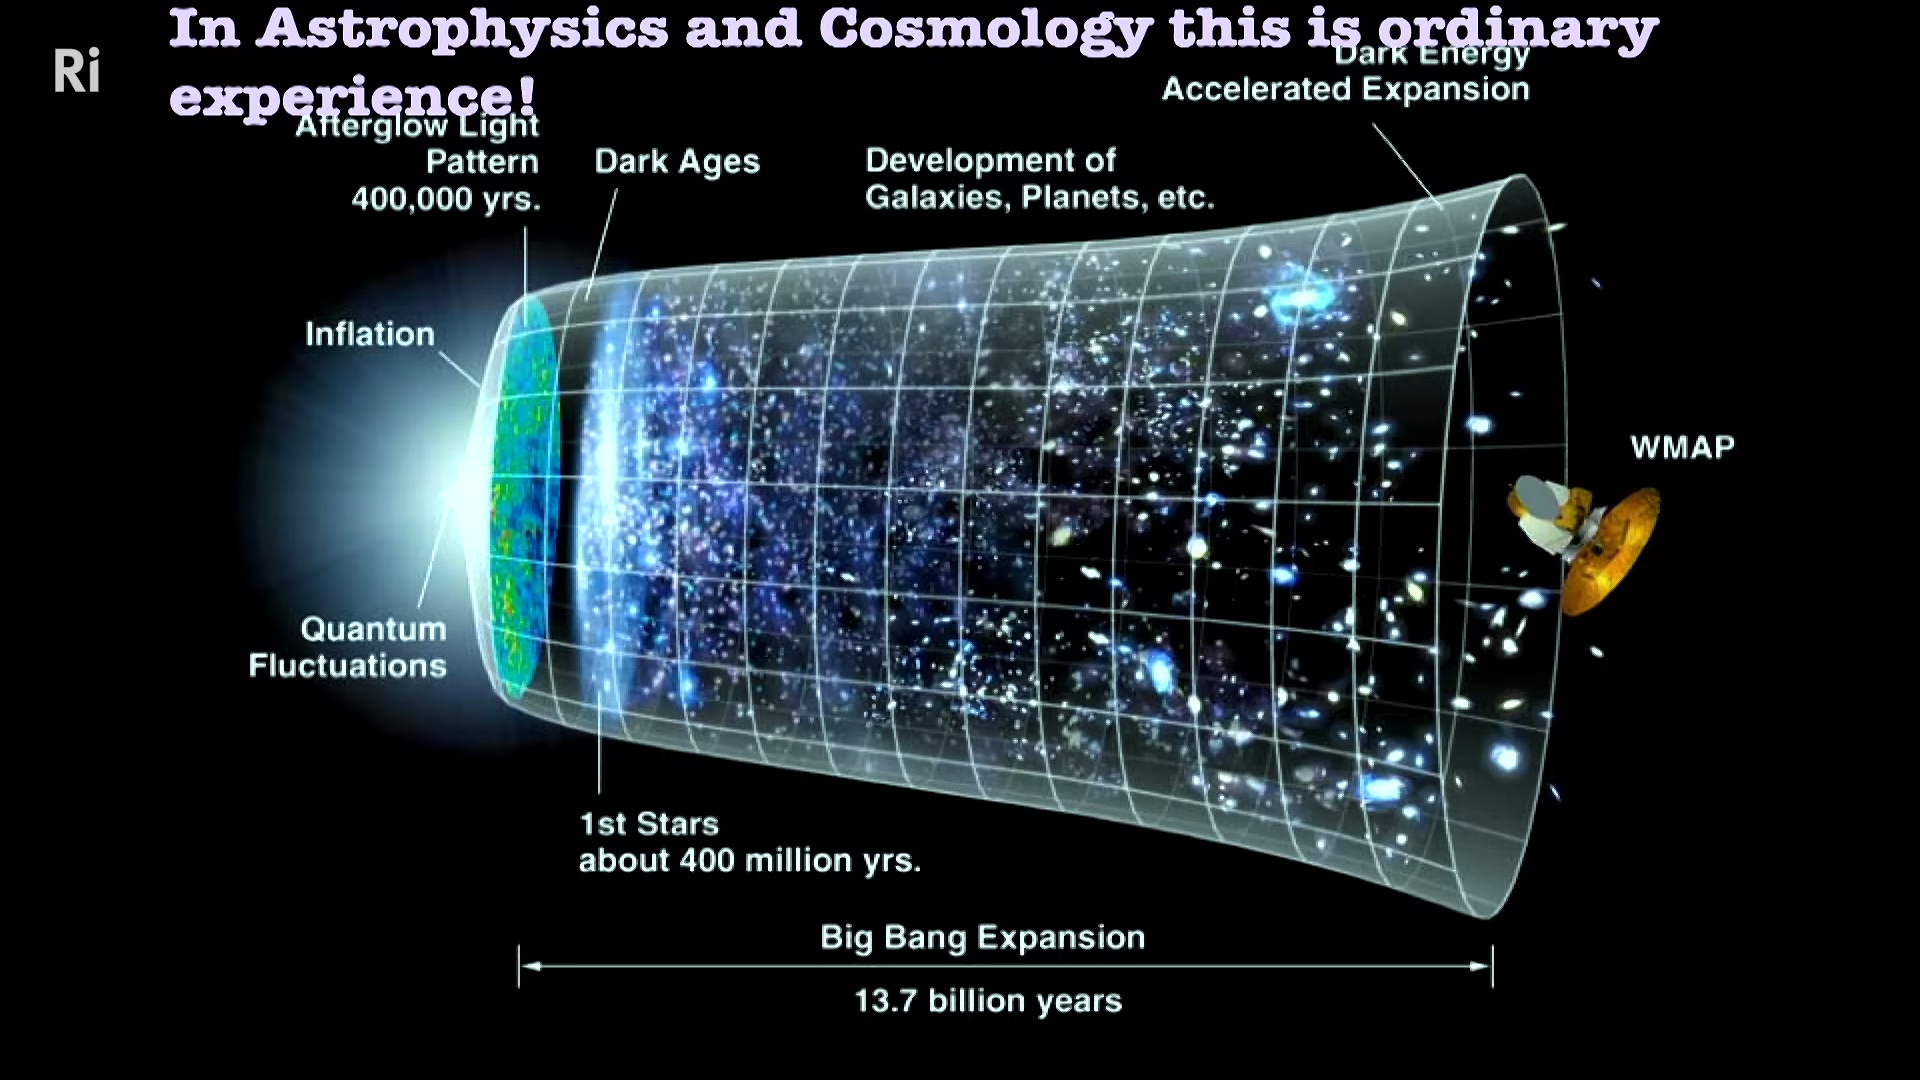 In Astrophysics and Cosmology this is ordinary
experience!
Ri
Dark Energy
Accelerated Expansion
Afterglow Light
Pattern
400,000 yrs.
Dark Ages
Development of
Galaxies, Planets, etc.
Inflation
WMAP
Quantum
Fluctuations
1st Stars
about 400 million yrs.
Big Bang Expansion
13.7 billion years